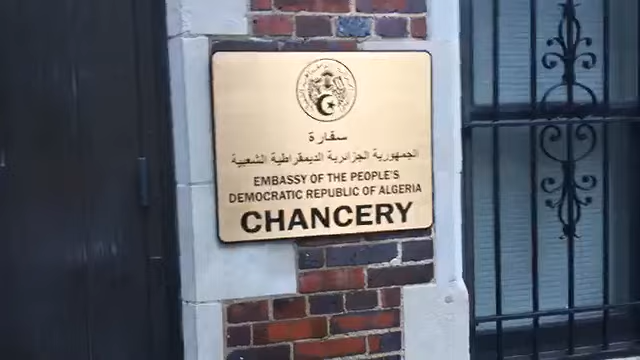 سفارة
الجمهورية الجزائرية الديمقراطية الشعبية
EMBASSY OF THE PEOPLE'S
DEMOCRATIC REPUBLIC OF ALGERIA
CHANCERY